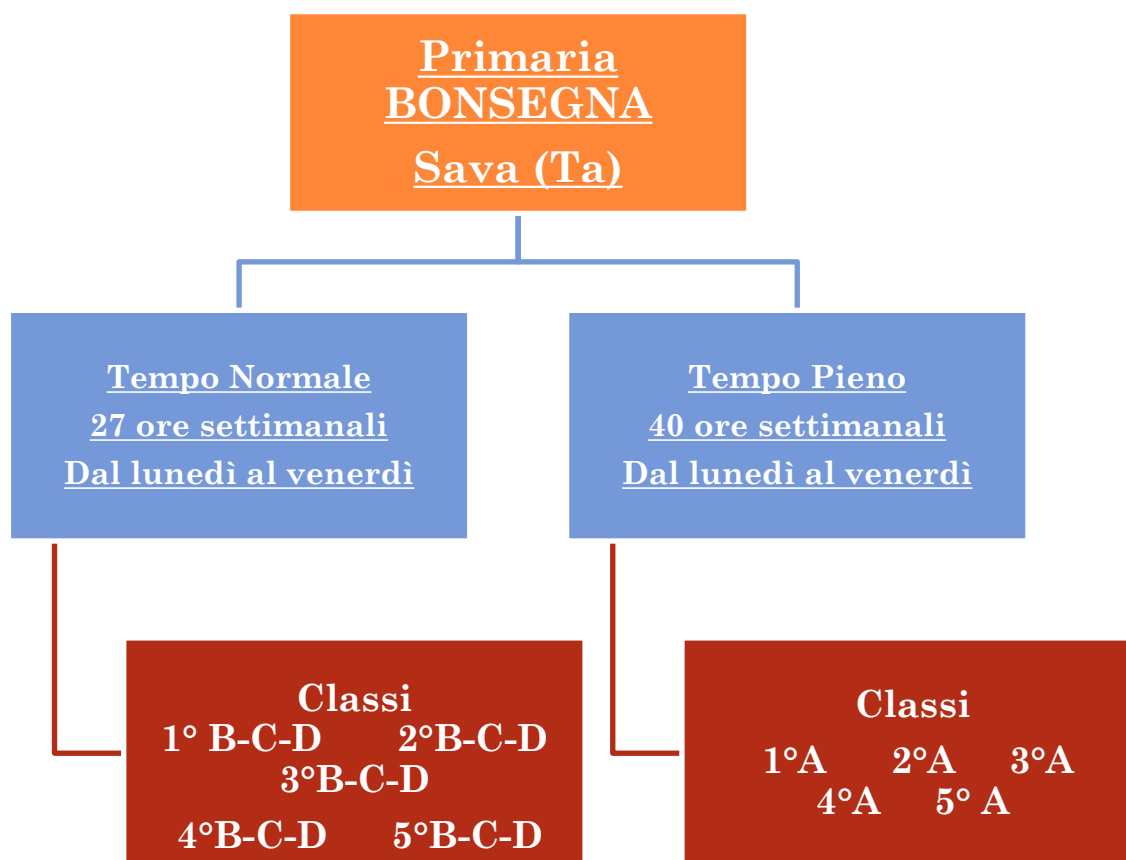 Primaria
BONSEGNA
Sava (Ta)
Tempo Normale
27 ore settimanali
Dal lunedì al venerdì
Tempo Pieno
40 ore settimanali
Dal lunedì al venerdì
Classi
1° B-C-D 2°B-C-D
3°B-C-D
4°B-C-D 5°B-C-D
Classi
1°A 2°A 3°A
4°A 5° A